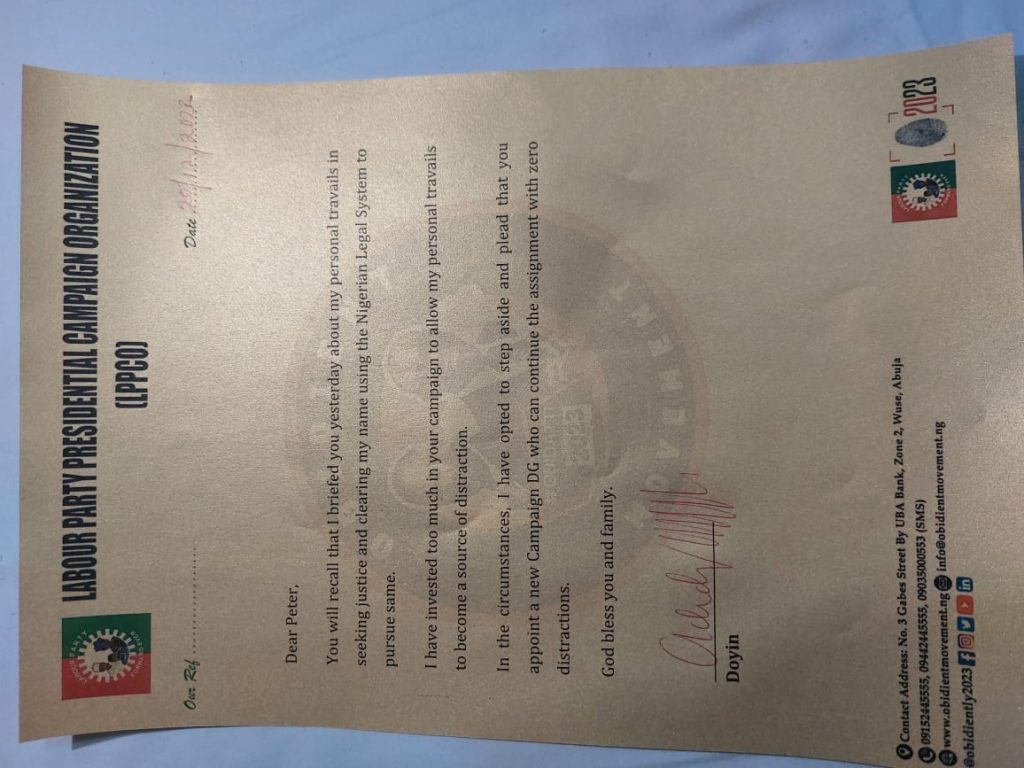 LABOUR PARTY PRESIDENTIAL CAMPAIGN ORGANIZATION
(LPPCO)
Our Ref ........................... Date 20/12/2022
Dear Peter,
You will recall that I briefed you yesterday about my personal travails in
seeking justice and clearing my name using the Nigerian Legal System to
pursue same.
I have invested too much in your campaign to allow my personal travails
to become a source of distraction.
In the circumstances, I have opted to step aside and plead that you
appoint a new Campaign DG who can continue the assignment with zero
distractions.
God bless you and family.
Doyin
Contact Address: No. 3 Gabes Street By UBA Bank, Zone 2, Wuse, Abuja
09152445555, 09442445555, 09035000553 (SMS)
www.obidientmovement.ng info@obidientmovement.ng
@obidiently2023
2023